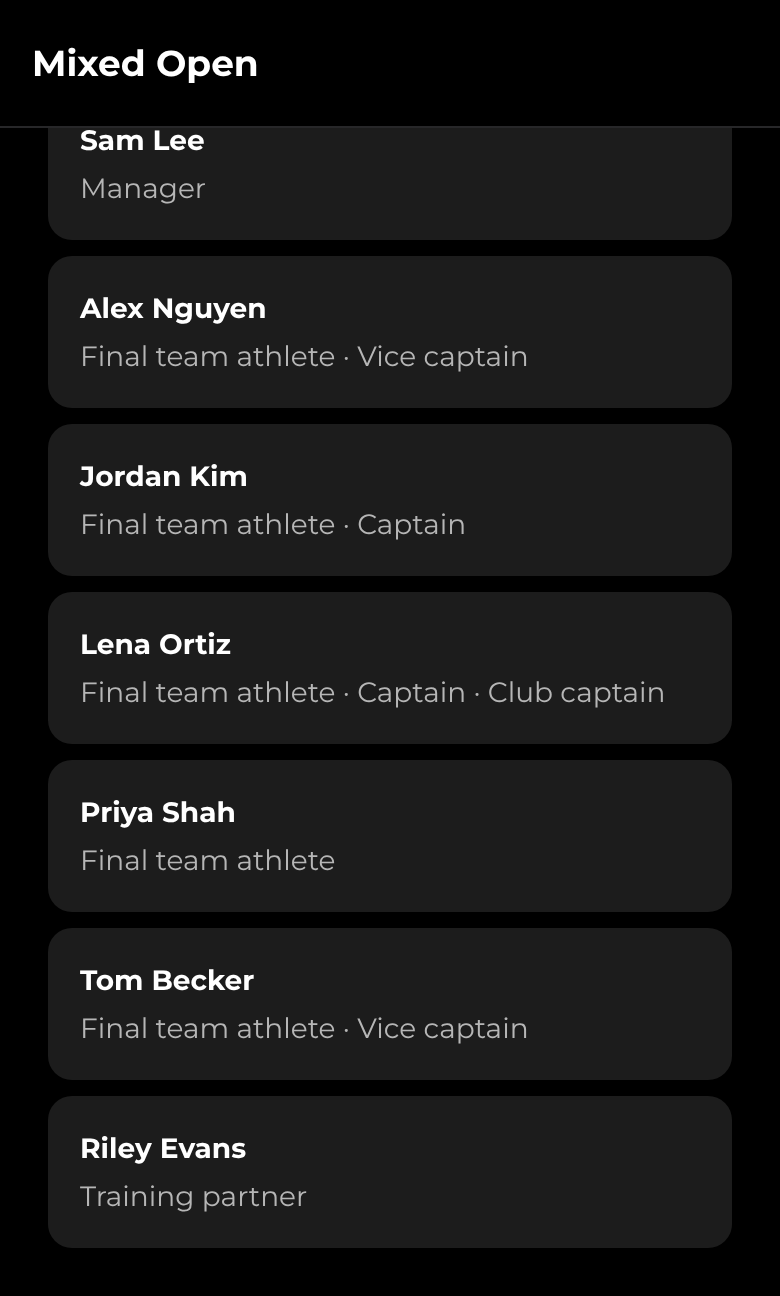 Mixed Open
Sam Lee
Manager
Alex Nguyen
Final team athlete · Vice captain
Jordan Kim
Final team athlete · Captain
Lena Ortiz
Final team athlete · Captain · Club captain
Priya Shah
Final team athlete
Tom Becker
Final team athlete · Vice captain
Riley Evans
Training partner